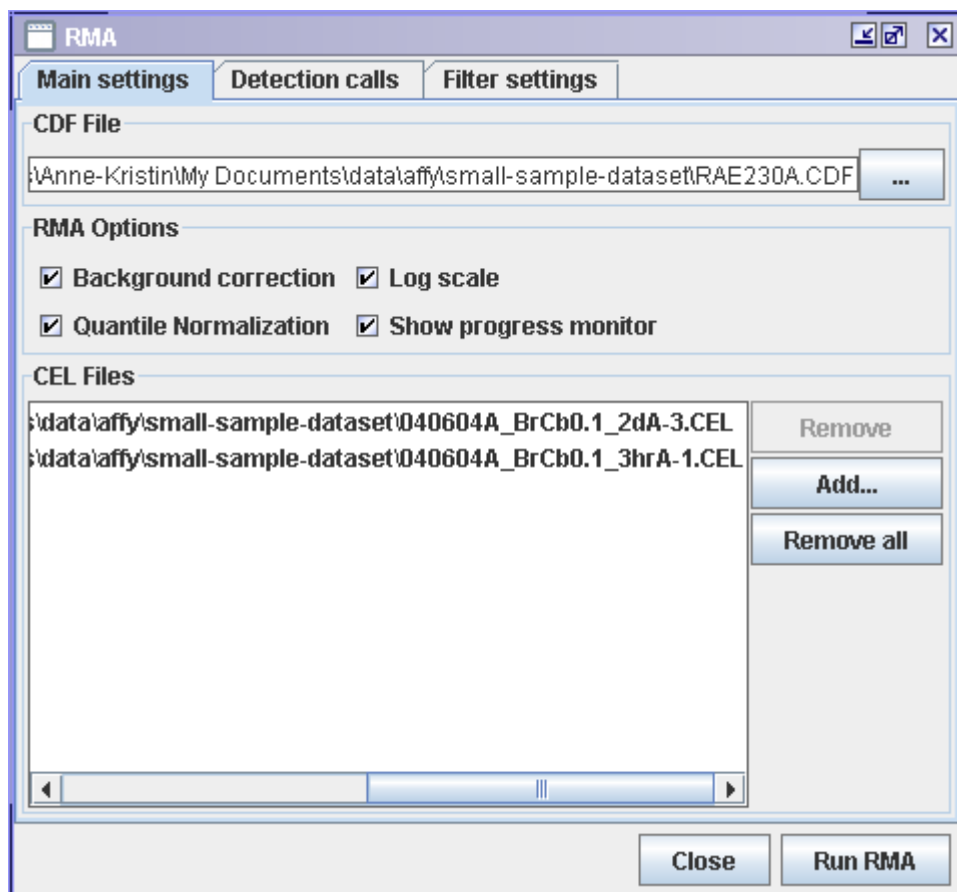 RMA
Main settings Detection calls Filter settings
CDF File
\Anne-Kristin\My Documents\data\affy\small-sample-dataset\RAE230A.CDF ...
RMA Options
Background correction Log scale
Quantile Normalization Show progress monitor
CEL Files
\data\affy\small-sample-dataset\040604A_BrCb0.1_2dA-3.CEL Remove
\data\affy\small-sample-dataset\040604A_BrCb0.1_3hrA-1.CEL
Add...
Remove all
Close Run RMA